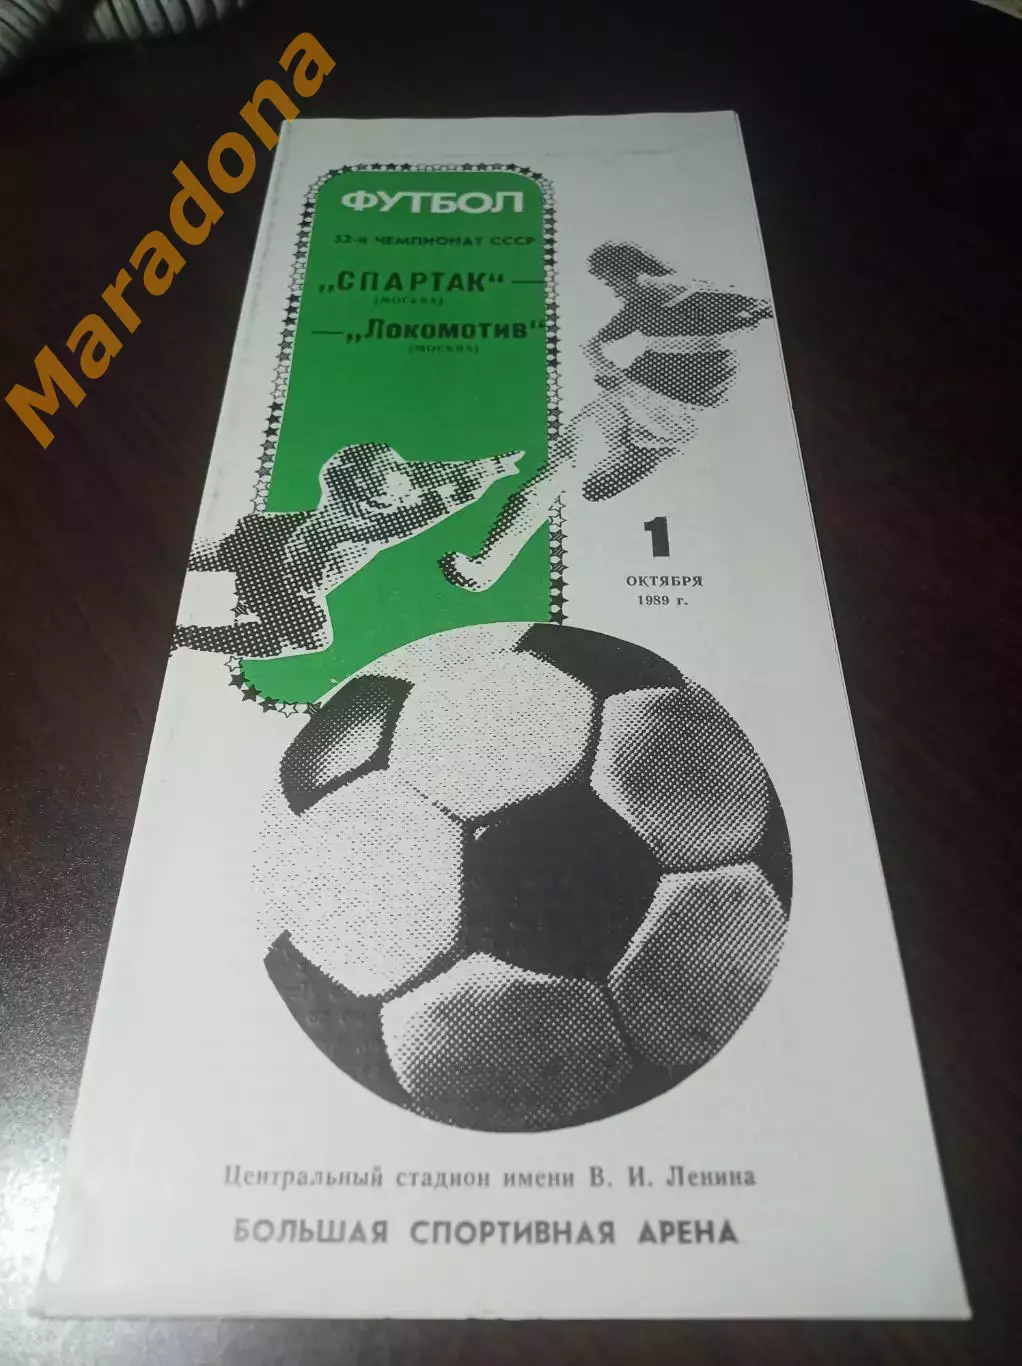 Maradona
ФУТБОЛ
52-й ЧЕМПИОНАТ СССР
„СПАРТАК“ —
(МОСКВА)
— „ЛОКОМОТИВ“
(МОСКВА)
1
ОКТЯБРЯ
1989 г.
Центральный стадион имени В. И. Ленина
БОЛЬШАЯ СПОРТИВНАЯ АРЕНА